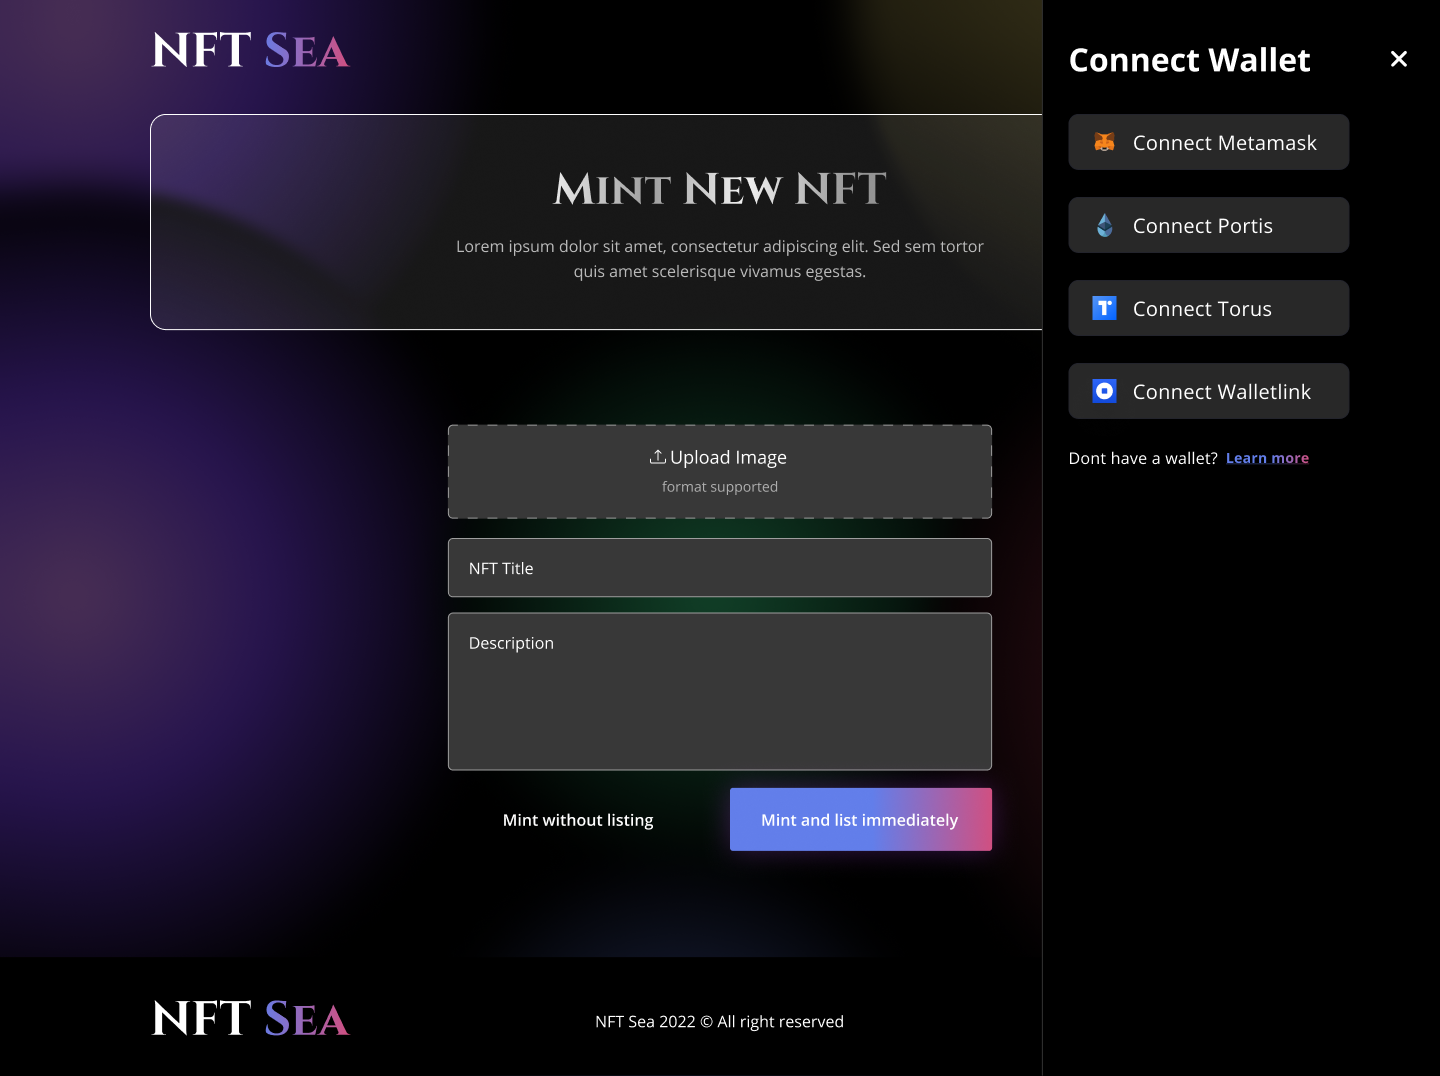 NFT Sea
Mint New NFT
Lorem ipsum dolor sit amet, consectetur adipiscing elit. Sed sem tortor
quis amet scelerisque vivamus egestas.
Upload Image
format supported
NFT Title
Description
Mint without listing
Mint and list immediately
NFT Sea
NFT Sea 2022 © All right reserved
Connect Wallet
Connect Metamask
Connect Portis
Connect Torus
Connect Walletlink
Dont have a wallet? Learn more